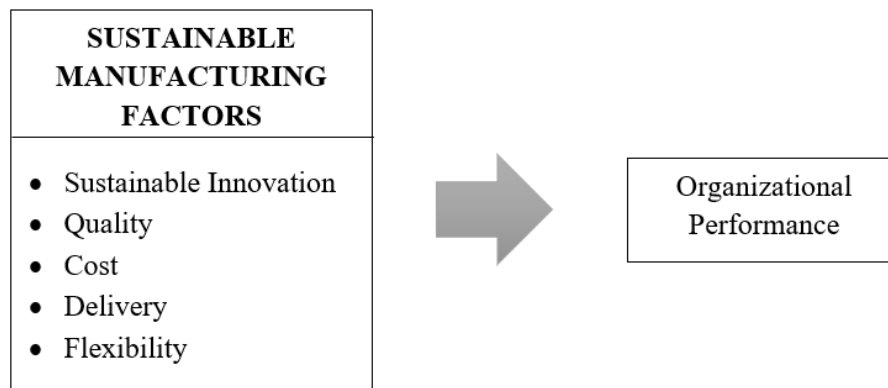 SUSTAINABLE
MANUFACTURING
FACTORS
• Sustainable Innovation
• Quality
• Cost
• Delivery
• Flexibility
Organizational
Performance